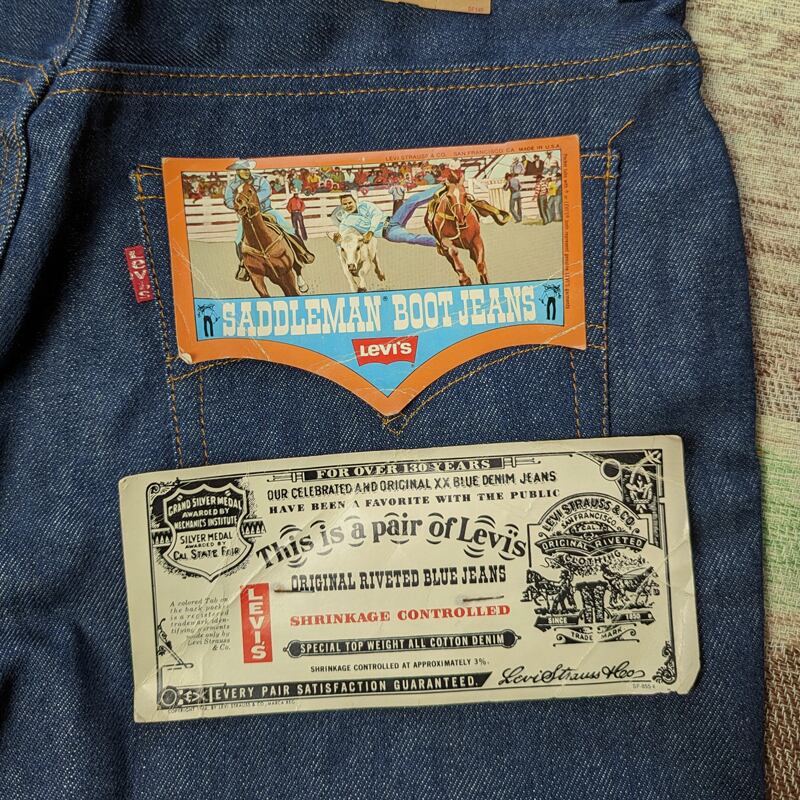 LEVI STRAUSS & CO. SAN FRANCISCO, CA. MADE IN U.S.A.
SADDLEMAN® BOOT JEANS
LEVI'S
LEVI'S
FOR OVER 130 YEARS
OUR CELEBRATED AND ORIGINAL XX BLUE DENIM JEANS
HAVE BEEN A FAVORITE WITH THE PUBLIC
This is a pair of Levi's
ORIGINAL RIVETED BLUE JEANS
SHRINKAGE CONTROLLED
SPECIAL TOP WEIGHT ALL COTTON DENIM
SHRINKAGE CONTROLLED AT APPROXIMATELY 3%.
EVERY PAIR SATISFACTION GUARANTEED.
GRAND SILVER MEDAL
AWARDED BY
MECHANICS INSTITUTE
SILVER MEDAL
AWARDED BY
CAL STATE FAIR
A colored Tab on
the back pocket
is a registered
trademark identifying
garments
made only by
Levi Strauss
& Co.
LEVI'S
LEVI STRAUSS & CO.
SAN FRANCISCO
ORIGINAL RIVETED
CLOTHING
SINCE 1850
TRADE MARK
Levi Strauss & Co